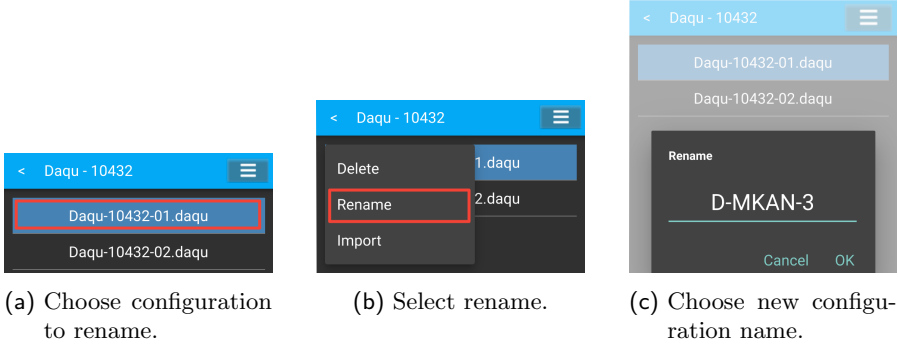 < Daqu - 10432
Daqu-10432-01.daqu
Daqu-10432-02.daqu
(a) Choose configuration
to rename.
< Daqu - 10432
Delete
1.daqu
Rename
2.daqu
Import
(b) Select rename.
< Daqu - 10432
Daqu-10432-01.daqu
Daqu-10432-02.daqu
Rename
D-MKAN-3
Cancel OK
(c) Choose new configu-
ration name.